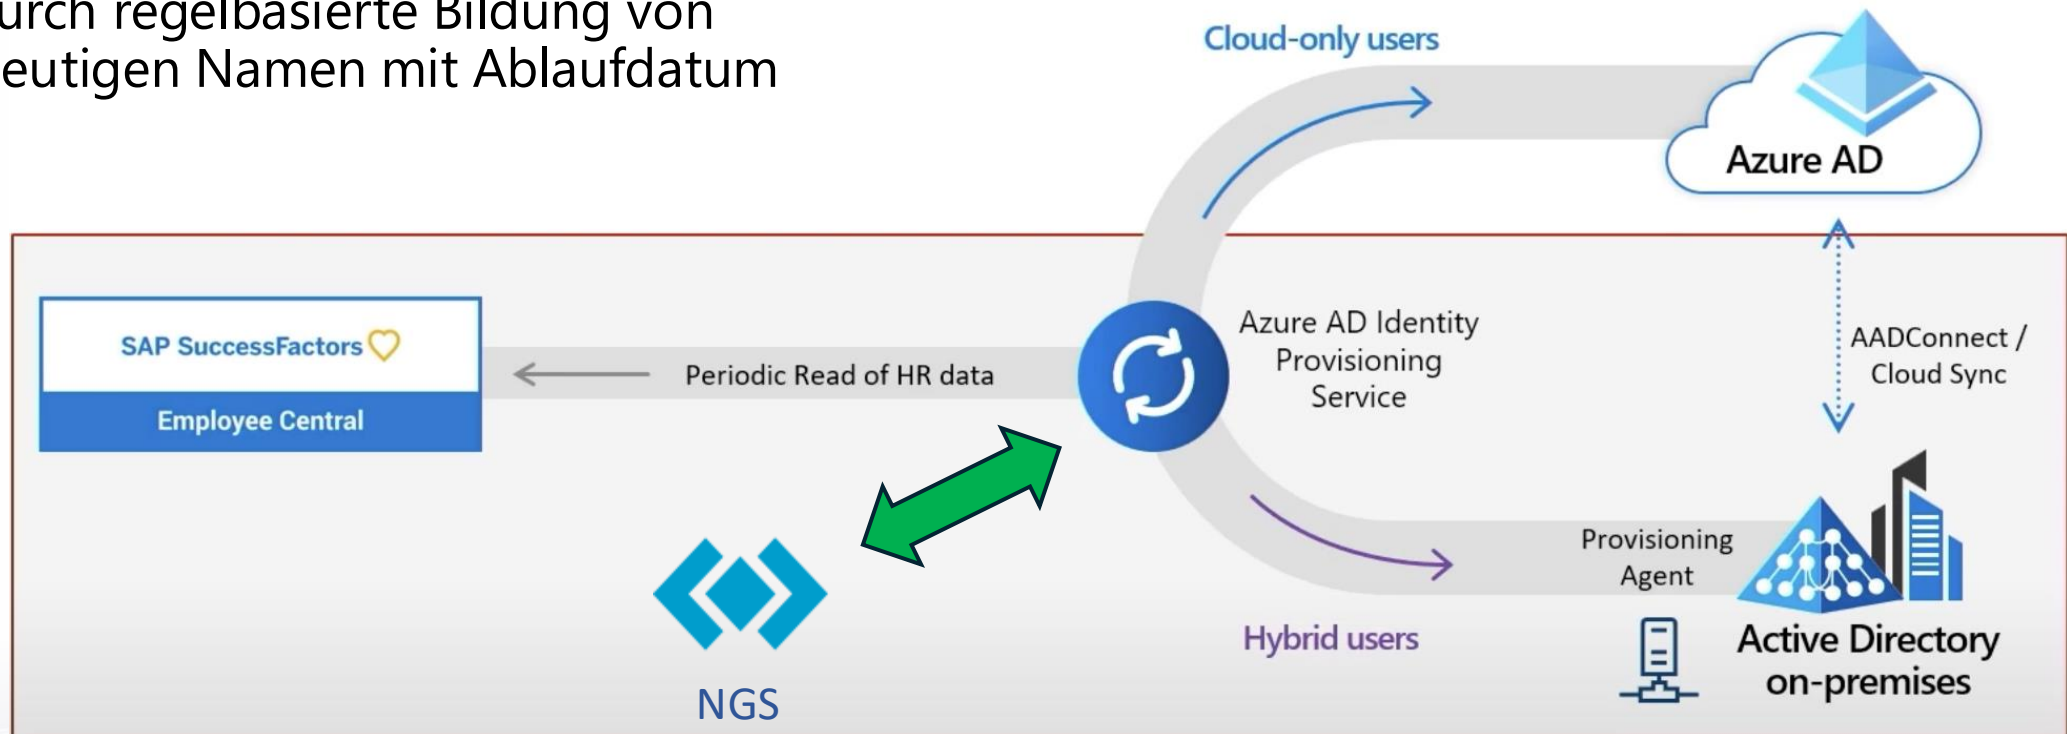 durch regelbasierte Bildung von
eutigen Namen mit Ablaufdatum
Cloud-only users
Azure AD
SAP SuccessFactors
Employee Central
Periodic Read of HR data
Azure AD Identity
Provisioning
Service
AADConnect /
Cloud Sync
NGS
Hybrid users
Provisioning
Agent
Active Directory
on-premises